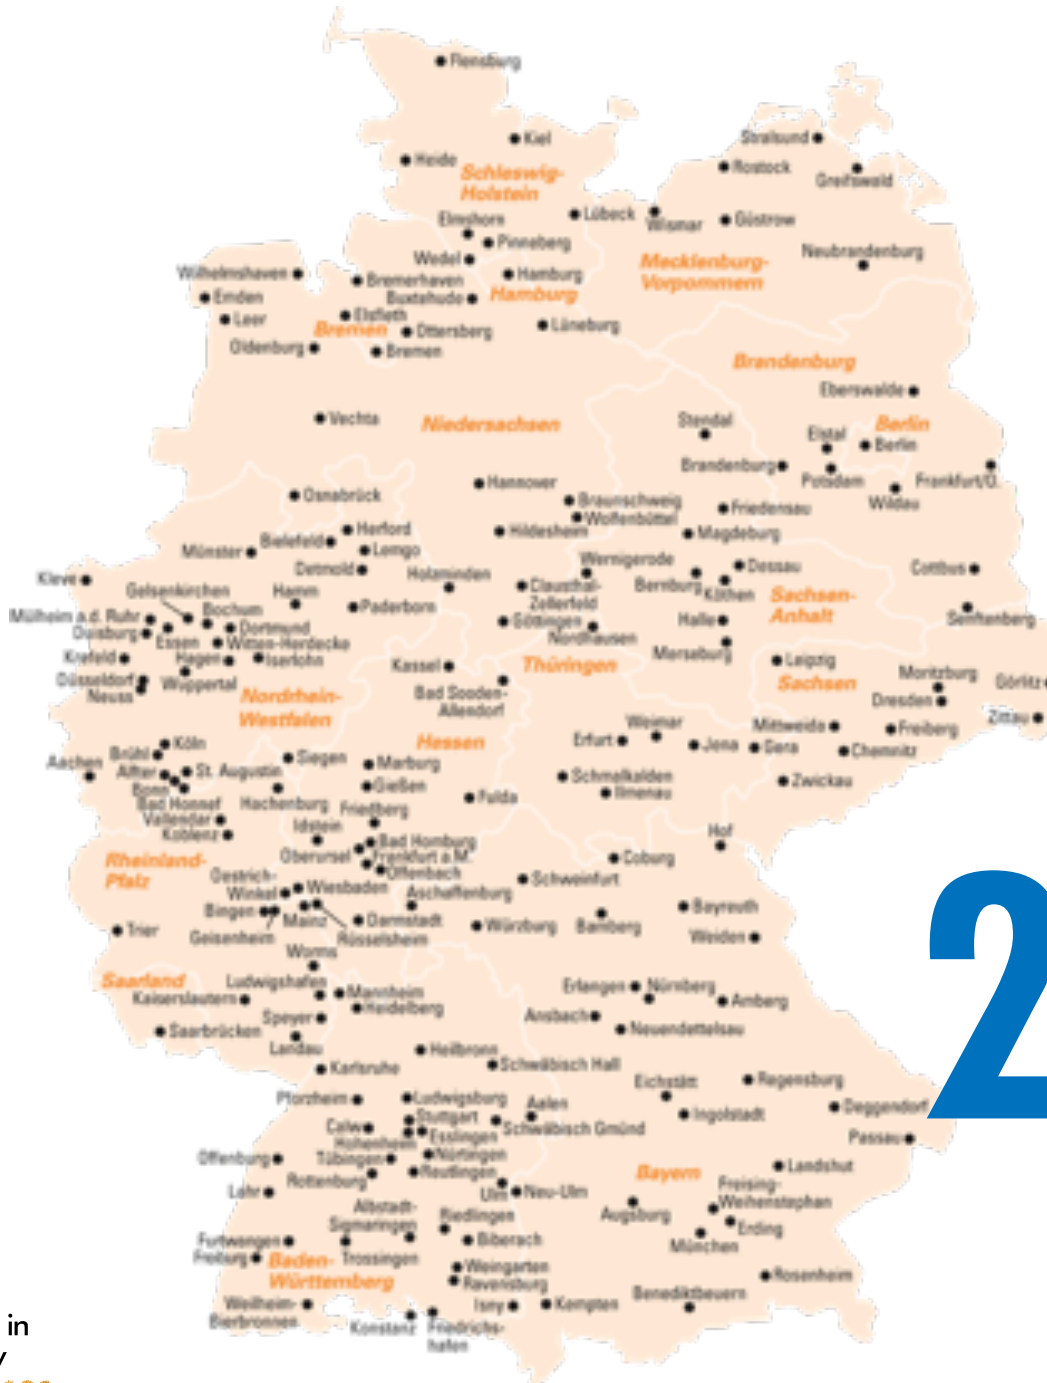 Flensburg
Kiel
Stralsund
Heide
Rostock
Schleswig-
Holstein
Greifswald
Lübeck
Wismar
Güstrow
Elmshorn
Pinneberg
Neubrandenburg
Wedel
Mecklenburg-
Vorpommern
Wilhelmshaven
Bremerhaven
Hamburg
Emden
Buxtehude
Hamburg
Leer
Elsfleth
Bremen
Ottersberg
Lüneburg
Oldenburg
Bremen
Brandenburg
Eberswalde
Vechta
Niedersachsen
Stendal
Berlin
Elstal
Berlin
Brandenburg
Potsdam
Frankfurt/O.
Hannover
Osnabrück
Braunschweig
Wildau
Wolfenbüttel
Friedensau
Herford
Hildesheim
Magdeburg
Bielefeld
Münster
Lemgo
Wernigerode
Detmold
Dessau
Cottbus
Kleve
Holzminden
Bernburg
Köthen
Gelsenkirchen
Hamm
Clausthal-
Zellerfeld
Sachsen-
Anhalt
Bochum
Paderborn
Mülheim a.d. Ruhr
Göttingen
Halle
Senftenberg
Duisburg
Essen
Dortmund
Nordhausen
Witten-Herdecke
Merseburg
Krefeld
Hagen
Iserlohn
Kassel
Thüringen
Leipzig
Düsseldorf
Wuppertal
Sachsen
Moritzburg
Görlitz
Neuss
Nordrhein-
Westfalen
Bad Sooden-
Allendorf
Dresden
Zittau
Weimar
Mittweida
Freiberg
Köln
Hessen
Erfurt
Jena
Gera
Chemnitz
Brühl
Siegen
Marburg
Aachen
Alfter
St. Augustin
Schmalkalden
Zwickau
Bonn
Gießen
Ilmenau
Bad Honnef
Hachenburg
Fulda
Vallendar
Friedberg
Koblenz
Idstein
Hof
Bad Homburg
Oberursel
Frankfurt a.M.
Coburg
Rheinland-
Pfalz
Offenbach
Oestrich-
Winkel
Wiesbaden
Aschaffenburg
Schweinfurt
Bingen
Mainz
Darmstadt
Bayreuth
Trier
Geisenheim
Rüsselsheim
Würzburg
Bamberg
Weiden
Worms
Saarland
Ludwigshafen
Mannheim
Erlangen
Nürnberg
Kaiserslautern
Heidelberg
Amberg
Speyer
Ansbach
Saarbrücken
Neuendettelsau
Landau
Heilbronn
Karlsruhe
Schwäbisch Hall
Eichstätt
Regensburg
Pforzheim
Ludwigsburg
Aalen
Deggendorf
Stuttgart
Ingolstadt
Calw
Esslingen
Schwäbisch Gmünd
Passau
Hohenheim
Nürtingen
Offenburg
Tübingen
Reutlingen
Bayern
Landshut
Rottenburg
Lahr
Ulm
Neu-Ulm
Freising-
Weihenstephan
Albstadt-
Sigmaringen
Riedlingen
Augsburg
Erding
Furtwangen
Biberach
München
Freiburg
Trossingen
Baden-
Württemberg
Weingarten
Rosenheim
Ravensburg
Benediktbeuern
Weilheim-
Bierbronnen
Isny
Kempten
Konstanz
Friedrichs-
hafen
2
in